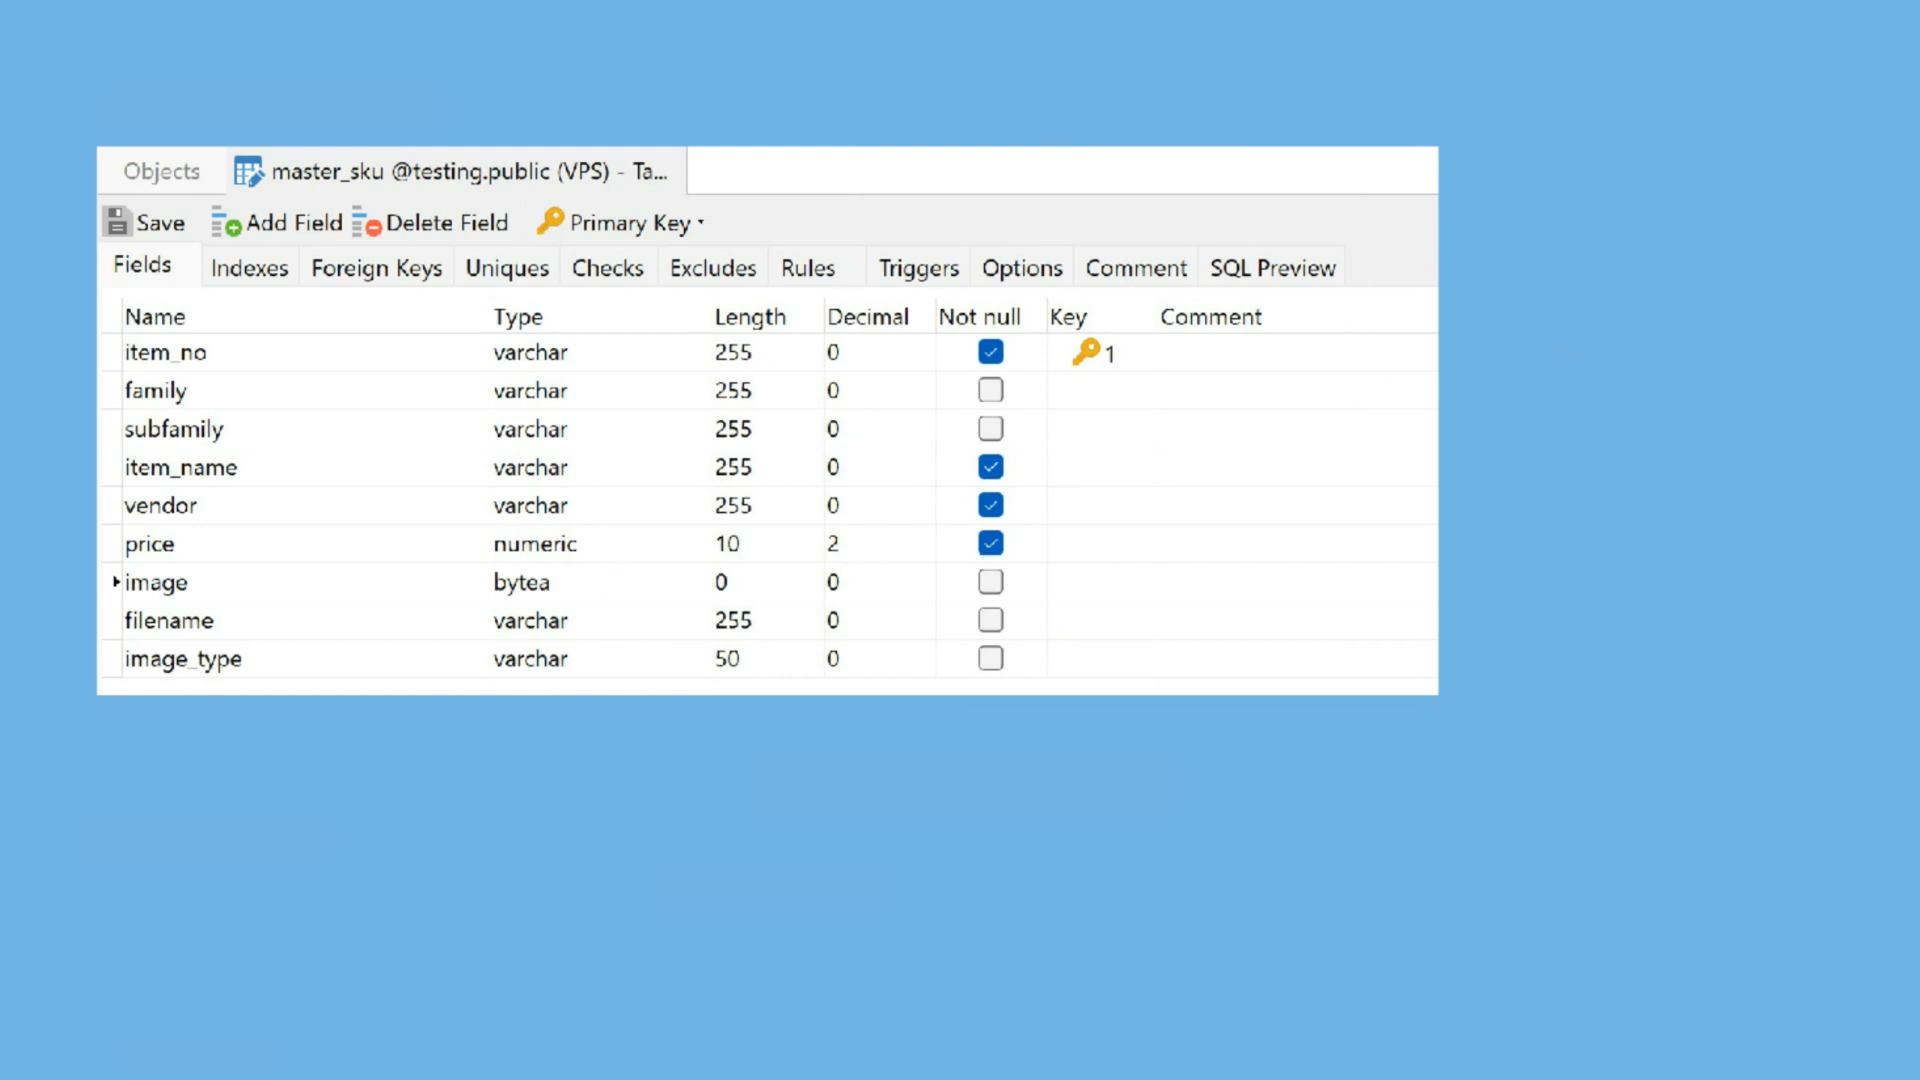 Objects master_sku @testing.public (VPS) - Ta...
Save Add Field Delete Field Primary Key
Fields Indexes Foreign Keys Uniques Checks Excludes Rules Triggers Options Comment SQL Preview
Name Type Length Decimal Not null Key Comment
item_no varchar 255 0 1
family varchar 255 0
subfamily varchar 255 0
item_name varchar 255 0
vendor varchar 255 0
price numeric 10 2
image bytea 0 0
filename varchar 255 0
image_type varchar 50 0